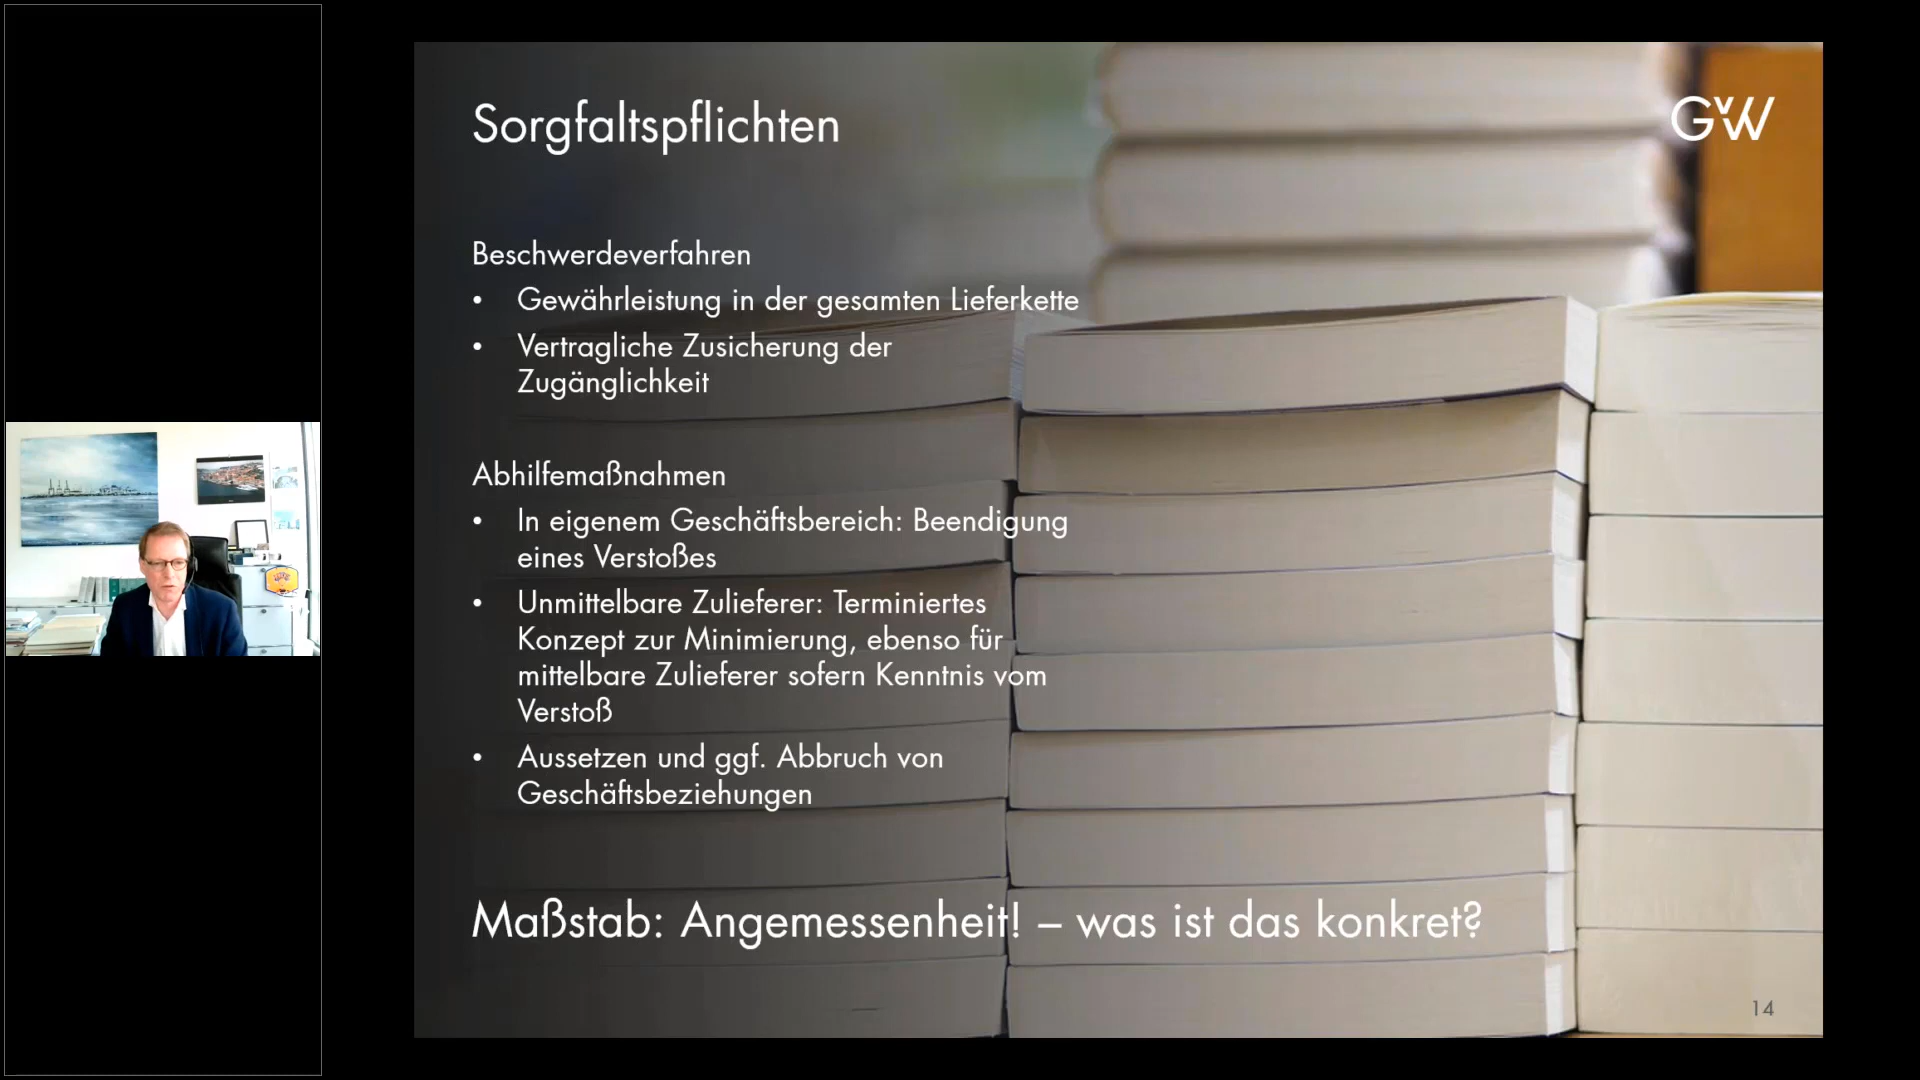 Sorgfaltspflichten
GvW
Beschwerdeverfahren
• Gewährleistung in der gesamten Lieferkette
• Vertragliche Zusicherung der
Zugänglichkeit
Abhilfemaßnahmen
• In eigenem Geschäftsbereich: Beendigung
eines Verstoßes
• Unmittelbare Zulieferer: Terminiertes
Konzept zur Minimierung, ebenso für
mittelbare Zulieferer sofern Kenntnis vom
Verstoß
• Aussetzen und ggf. Abbruch von
Geschäftsbeziehungen
Maßstab: Angemessenheit! – was ist das konkret?
14